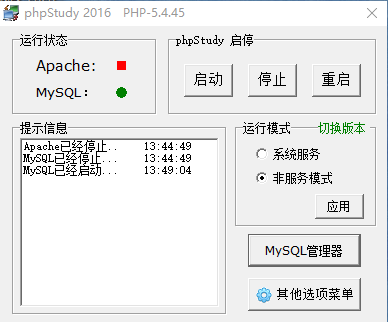 phpStudy 2016 PHP-5.4.45
运行状态
Apache:
MySQL:
phpStudy 启停
启动
停止
重启
提示信息
Apache已经停止.. 13:44:49
MySQL已经停止... 13:44:49
MySQL已经启动... 13:49:04
运行模式 切换版本
系统服务
非服务模式
应用
MySQL管理器
其他选项菜单